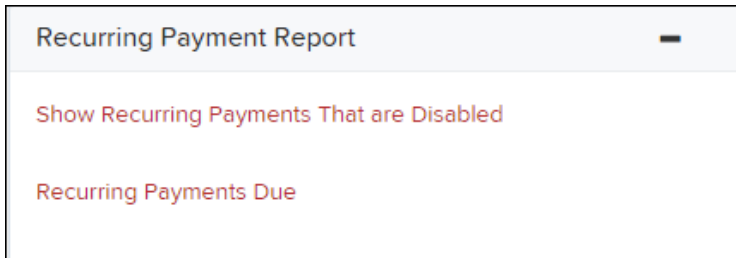 Recurring Payment Report
Show Recurring Payments That are Disabled
Recurring Payments Due